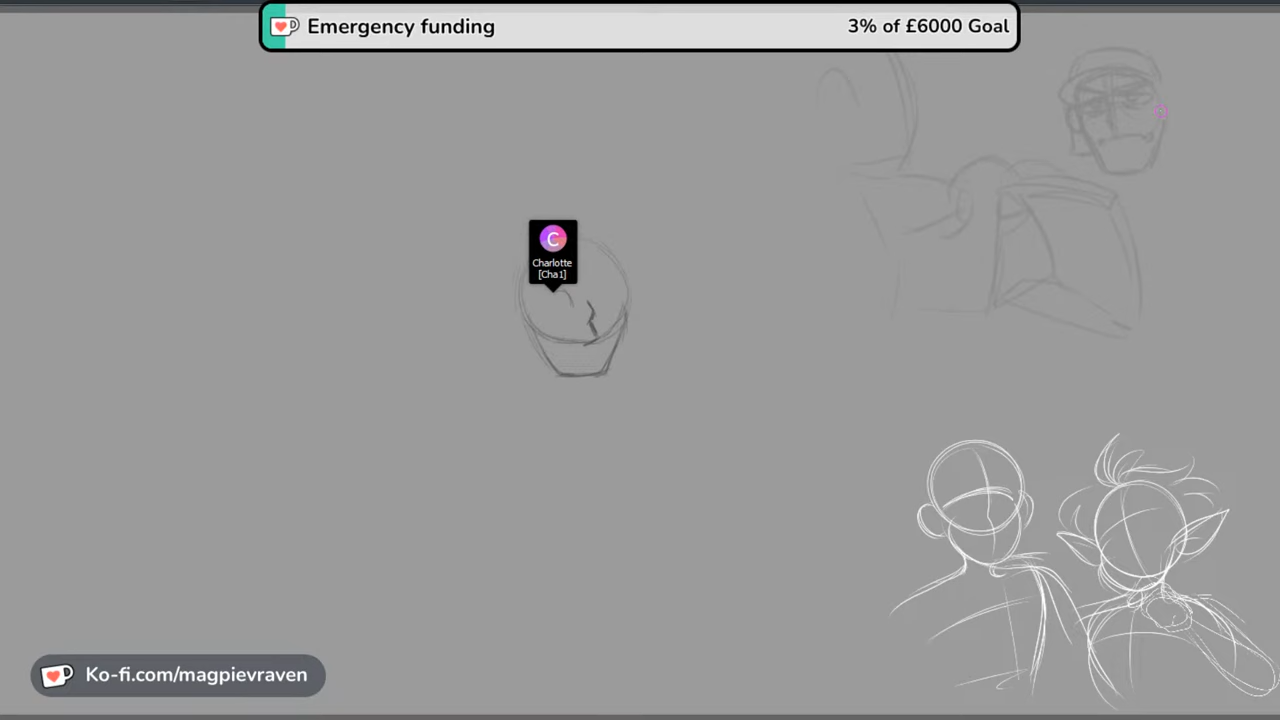 Emergency funding 3% of £6000 Goal
C
Charlotte
[Cha1]
Ko-fi.com/magpievraven